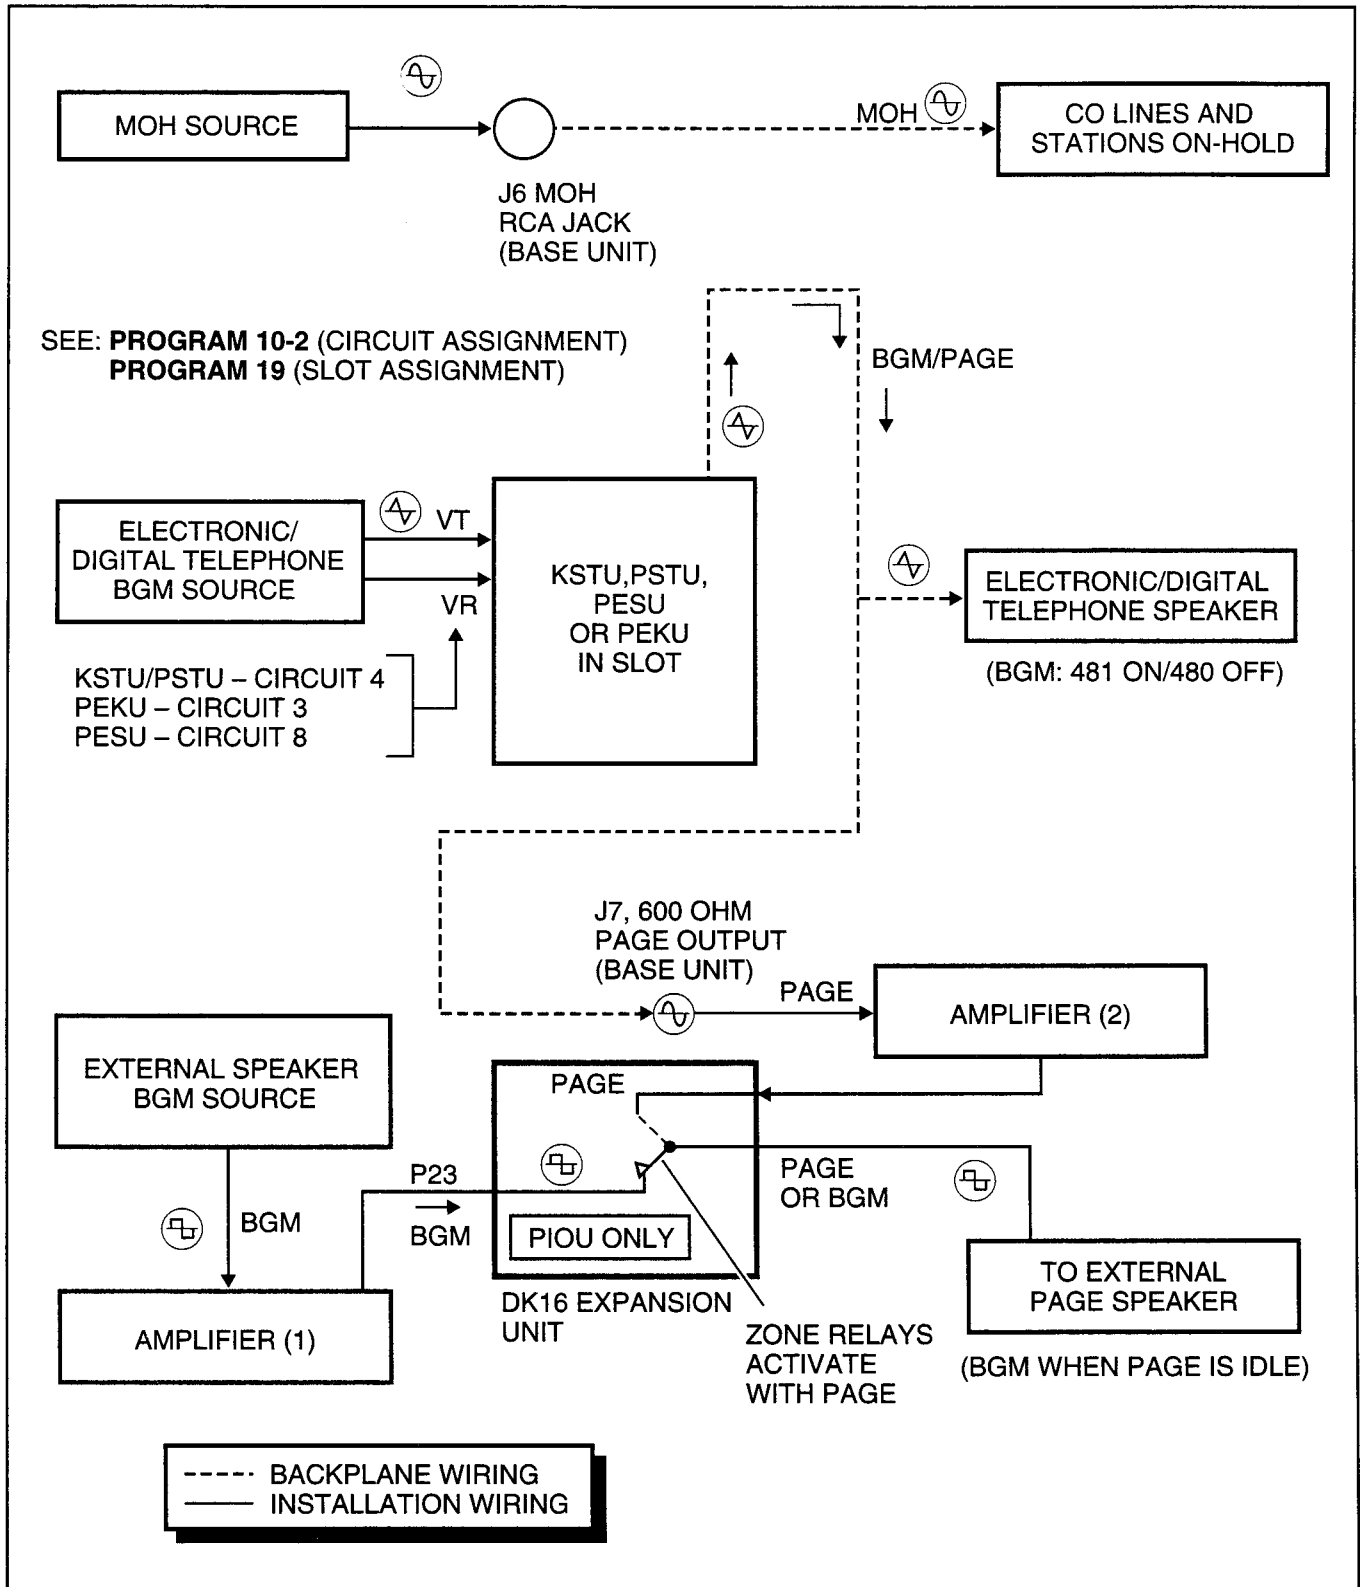 MOH SOURCE
MOH
CO LINES AND
STATIONS ON-HOLD
J6 MOH
RCA JACK
(BASE UNIT)
SEE: PROGRAM 10-2 (CIRCUIT ASSIGNMENT)
PROGRAM 19 (SLOT ASSIGNMENT)
BGM/PAGE
ELECTRONIC/
DIGITAL TELEPHONE
BGM SOURCE
VT
VR
KSTU,PSTU,
PESU
OR PEKU
IN SLOT
ELECTRONIC/DIGITAL
TELEPHONE SPEAKER
(BGM: 481 ON/480 OFF)
KSTU/PSTU – CIRCUIT 4
PEKU – CIRCUIT 3
PESU – CIRCUIT 8
J7, 600 OHM
PAGE OUTPUT
(BASE UNIT)
PAGE
AMPLIFIER (2)
EXTERNAL SPEAKER
BGM SOURCE
PAGE
P23
BGM
PAGE
OR BGM
BGM
PIOU ONLY
AMPLIFIER (1)
DK16 EXPANSION
UNIT
ZONE RELAYS
ACTIVATE
WITH PAGE
TO EXTERNAL
PAGE SPEAKER
(BGM WHEN PAGE IS IDLE)
BACKPLANE WIRING
INSTALLATION WIRING